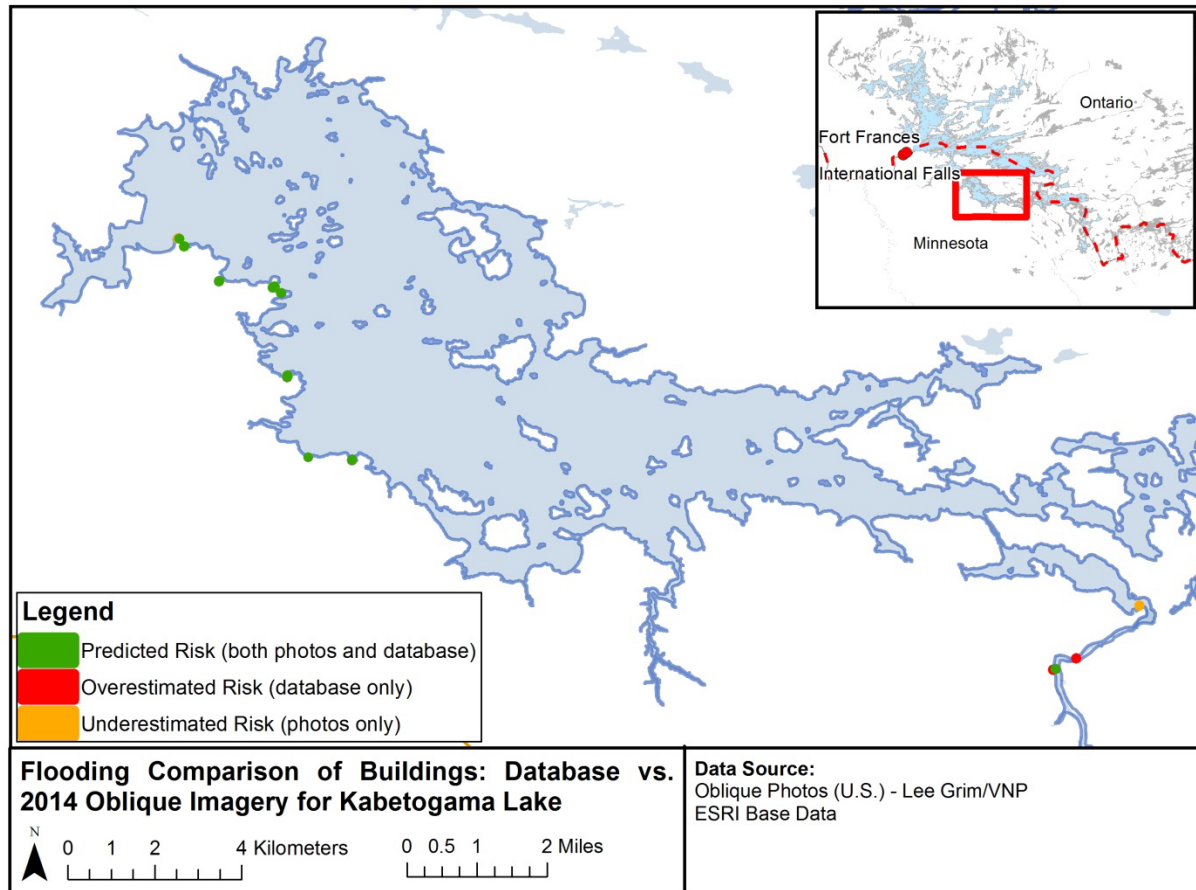 Ontario
Fort Frances
International Falls
Minnesota
Legend
Predicted Risk (both photos and database)
Overestimated Risk (database only)
Underestimated Risk (photos only)
Flooding Comparison of Buildings: Database vs.
2014 Oblique Imagery for Kabetogama Lake
N
0 1 2 4 Kilometers
0 0.5 1 2 Miles
Data Source:
Oblique Photos (U.S.) - Lee Grim/VNP
ESRI Base Data